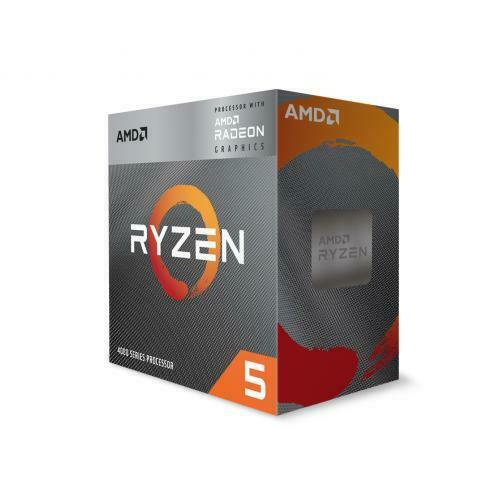 AMD
PROCESSOR WITH
AMD
RADEON
GRAPHICS
RYZEN
4000 SERIES PROCESSOR
5
AMD
AMD
RYZEN